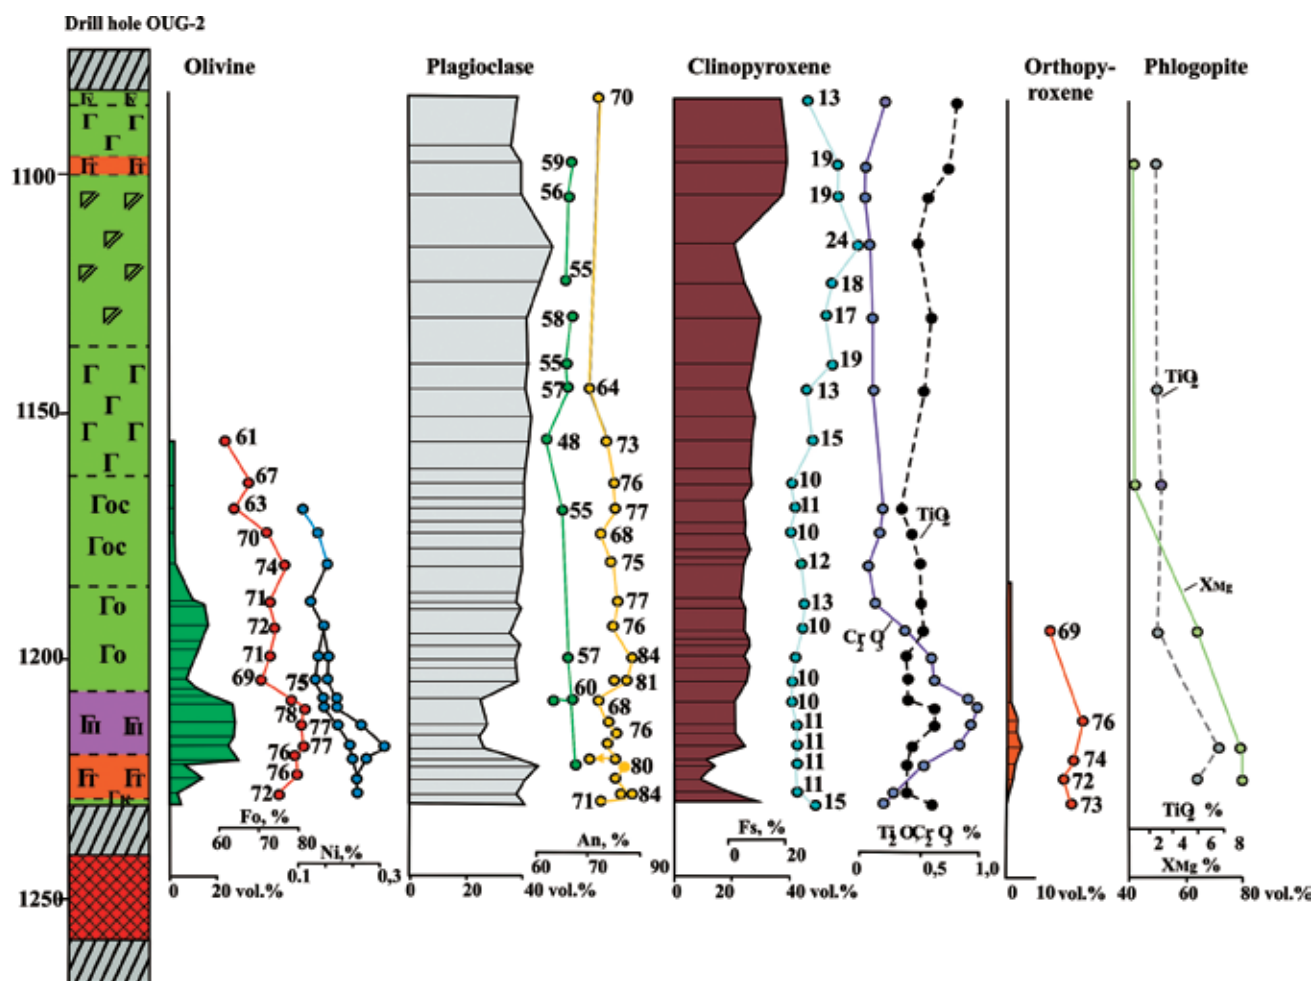 Drill hole OUG-2
Olivine
Plagioclase
Clinopyroxene
Orthopy-
roxene
Phlogopite
Г Г
Г
1100
Г Г
Г
1150
Г Г
Г
Гос
Гос
Го
1200
Го
1250
61
67
63
70
74
71
72
71
69
75
78
77
77
76
76
72
Fo, %
60 70 80
Ni,%
0.1 0,3
0 20 vol.%
59
56
55
58
55
57
48
55
57
60
70
64
73
76
77
68
75
77
76
84
81
68
76
80
84
71
An, %
60 70 90
0 20 40 vol.%
13
19
19
24
18
17
19
13
15
10
11
10
12
13
10
10
10
11
11
11
11
15
Fs, %
0 20
0 20 40 vol.%
TiO2
Cr2O3
Ti2OCr2O3 %
0 0,5 1,0
69
76
74
72
73
0 10 vol.%
TiO2
XMg
TiO2 %
2 4 6 8
XMg %
40 60 80 vol.%